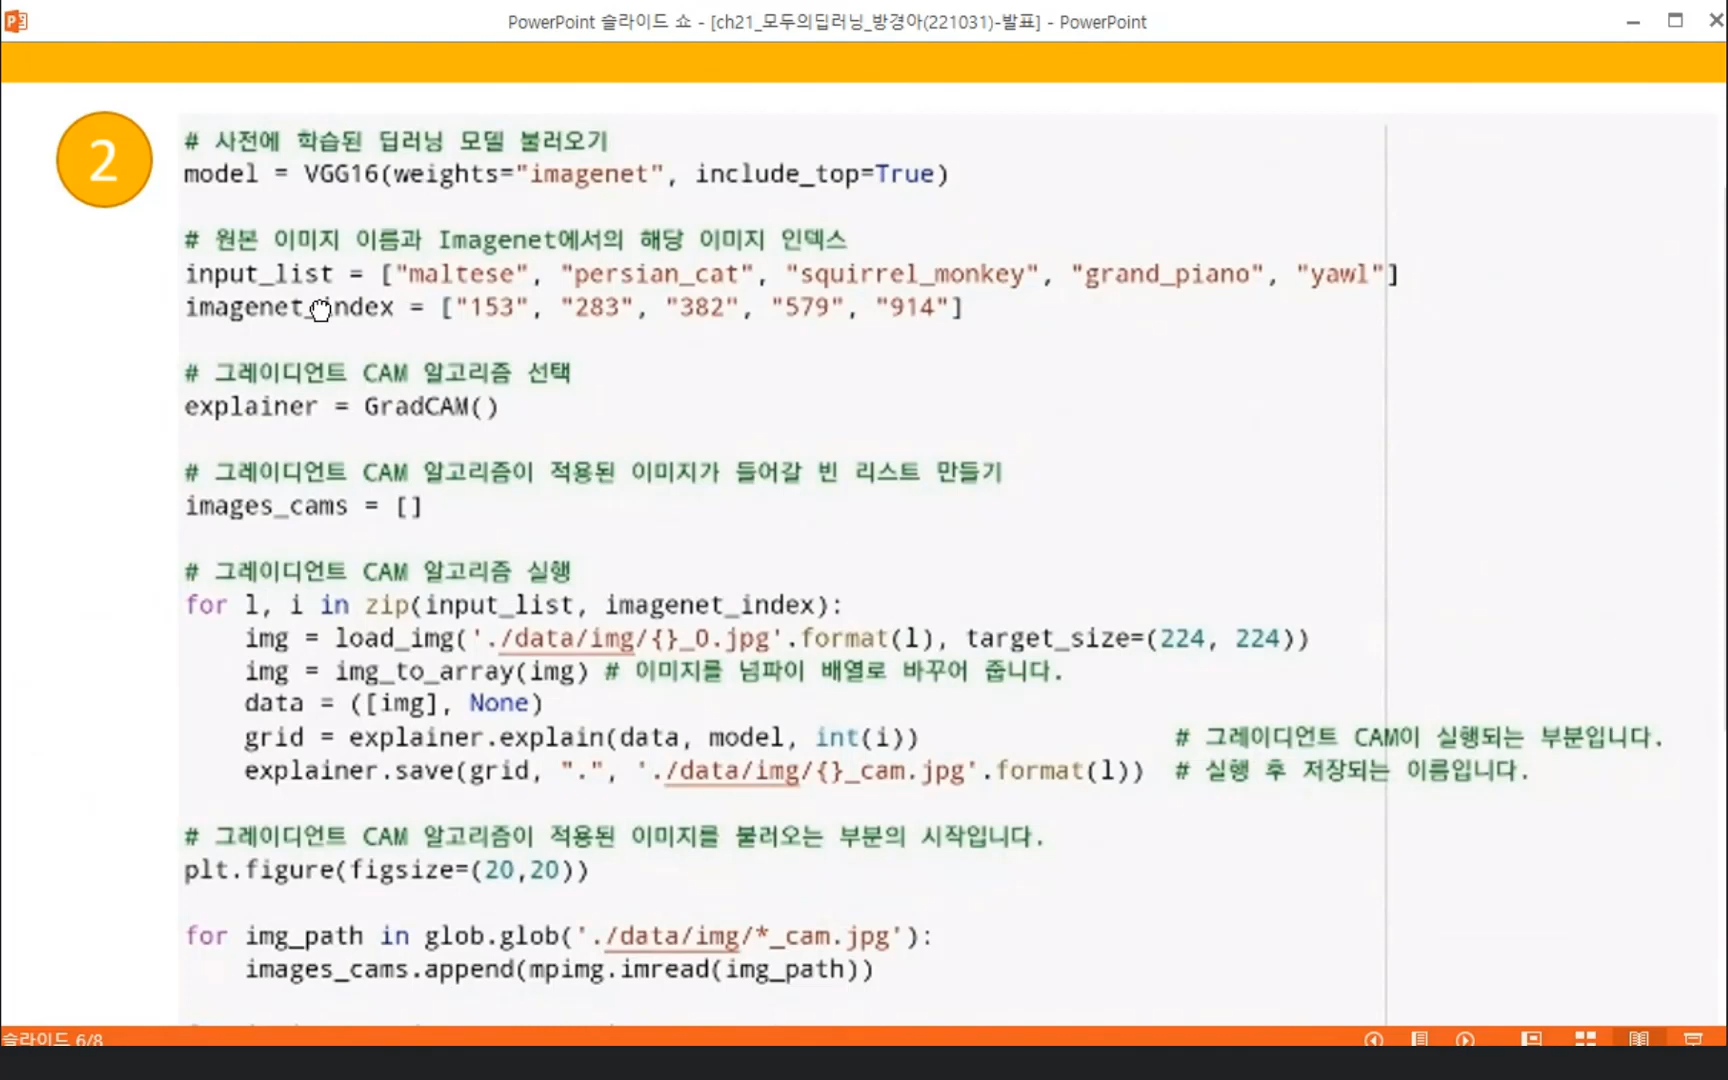 PowerPoint 슬라이드 쇼 - [ch21_모두의딥러닝_방경아(221031)-발표] - PowerPoint
2
# 사전에 학습된 딥러닝 모델 불러오기
model = VGG16(weights="imagenet", include_top=True)
# 원본 이미지 이름과 Imagenet에서의 해당 이미지 인덱스
input_list = ["maltese", "persian_cat", "squirrel_monkey", "grand_piano", "yawl"]
imagenet_index = ["153", "283", "382", "579", "914"]
# 그레이디언트 CAM 알고리즘 선택
explainer = GradCAM()
# 그레이디언트 CAM 알고리즘이 적용된 이미지가 들어갈 빈 리스트 만들기
images_cams = []
# 그레이디언트 CAM 알고리즘 실행
for l, i in zip(input_list, imagenet_index):
    img = load_img('./data/img/{}_0.jpg'.format(l), target_size=(224, 224))
    img = img_to_array(img) # 이미지를 넘파이 배열로 바꾸어 줍니다.
    data = ([img], None)
    grid = explainer.explain(data, model, int(i)) # 그레이디언트 CAM이 실행되는 부분입니다.
    explainer.save(grid, ".", './data/img/{}_cam.jpg'.format(l)) # 실행 후 저장되는 이름입니다.
# 그레이디언트 CAM 알고리즘이 적용된 이미지를 불러오는 부분의 시작입니다.
plt.figure(figsize=(20,20))
for img_path in glob.glob('./data/img/*_cam.jpg'):
    images_cams.append(mpimg.imread(img_path))
슬라이드 6/8